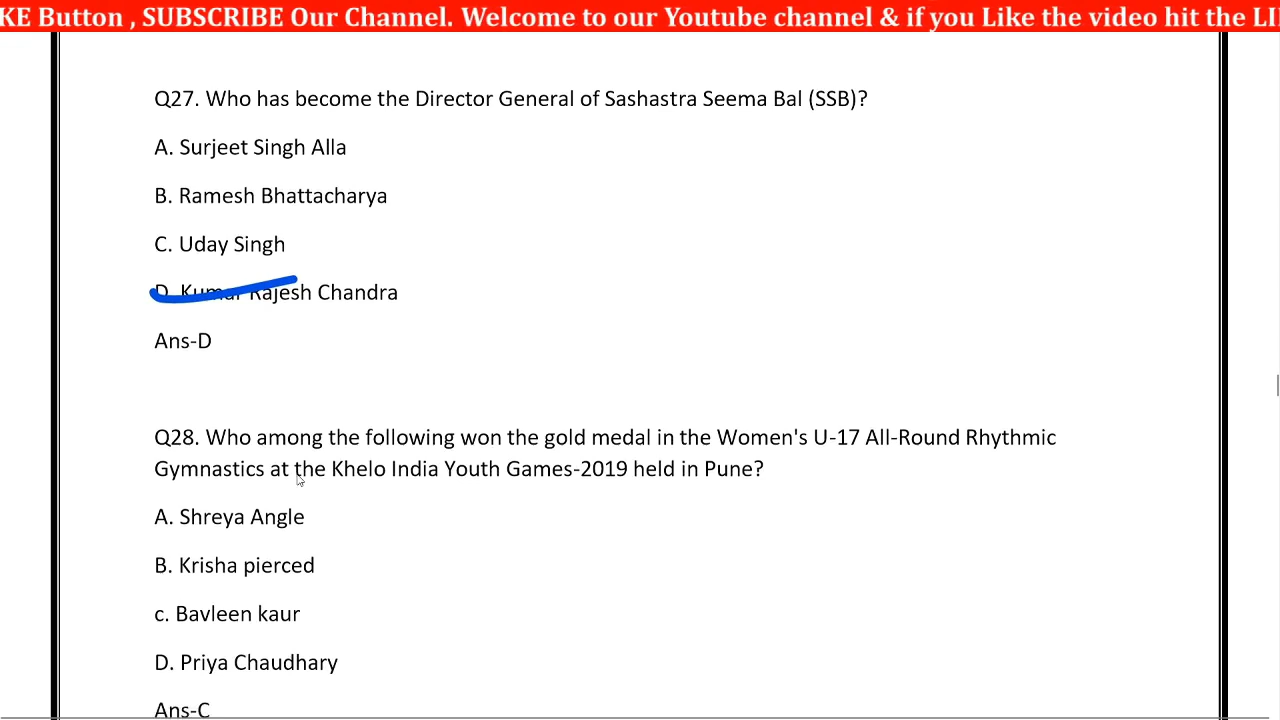 KE Button , SUBSCRIBE Our Channel. Welcome to our Youtube channel & if you Like the video hit the LI
Q27. Who has become the Director General of Sashastra Seema Bal (SSB)?
A. Surjeet Singh Alla
B. Ramesh Bhattacharya
C. Uday Singh
D. Kumar Rajesh Chandra
Ans-D
Q28. Who among the following won the gold medal in the Women's U-17 All-Round Rhythmic
Gymnastics at the Khelo India Youth Games-2019 held in Pune?
A. Shreya Angle
B. Krisha pierced
c. Bavleen kaur
D. Priya Chaudhary
Ans-C